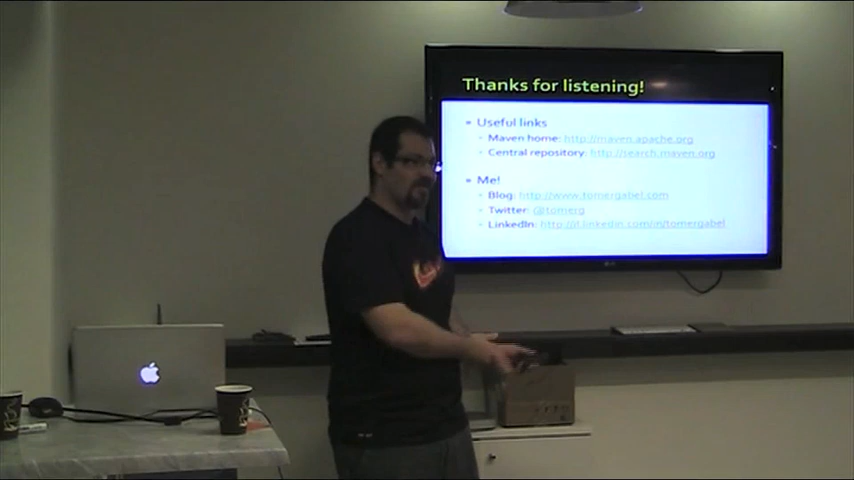 Thanks for listening!
Useful links
Maven home: http://maven.apache.org
Central repository: http://search.maven.org
Me!
Blog: http://www.tomergabel.com
Twitter: @tomerg
LinkedIn: http://il.linkedin.com/in/tomergabel